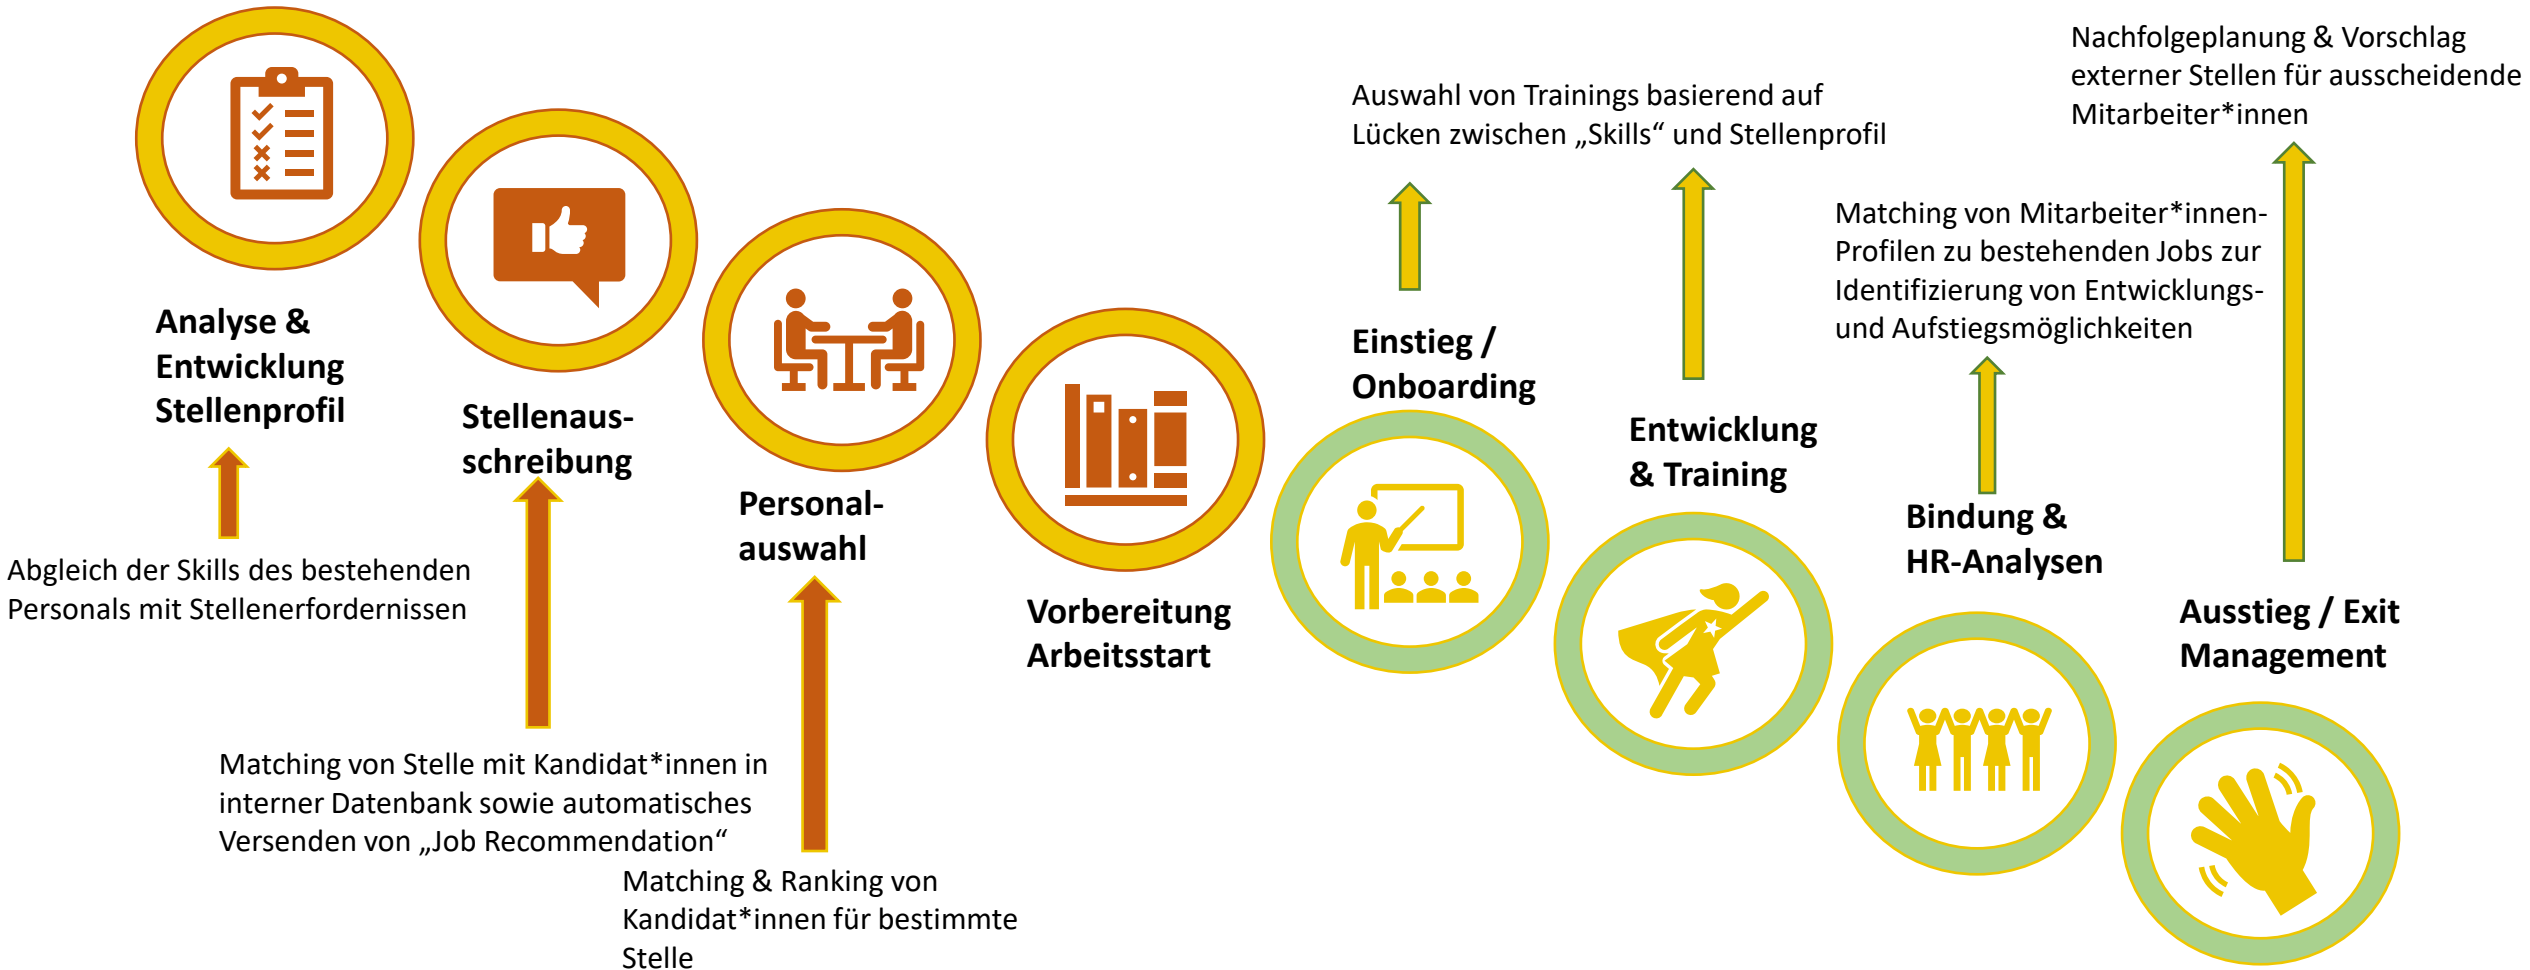 Analyse &
Entwicklung
Stellenprofil
Abgleich der Skills des bestehenden
Personals mit Stellenerfordernissen
Stellenaus-
schreibung
Matching von Stelle mit Kandidat*innen in
interner Datenbank sowie automatisches
Versenden von „Job Recommendation“
Personal-
auswahl
Matching & Ranking von
Kandidat*innen für bestimmte
Stelle
Vorbereitung
Arbeitsstart
Auswahl von Trainings basierend auf
Lücken zwischen „Skills“ und Stellenprofil
Einstieg /
Onboarding
Entwicklung
& Training
Matching von Mitarbeiter*innen-
Profilen zu bestehenden Jobs zur
Identifizierung von Entwicklungs-
und Aufstiegsmöglichkeiten
Bindung &
HR-Analysen
Nachfolgeplanung & Vorschlag
externer Stellen für ausscheidende
Mitarbeiter*innen
Ausstieg / Exit
Management